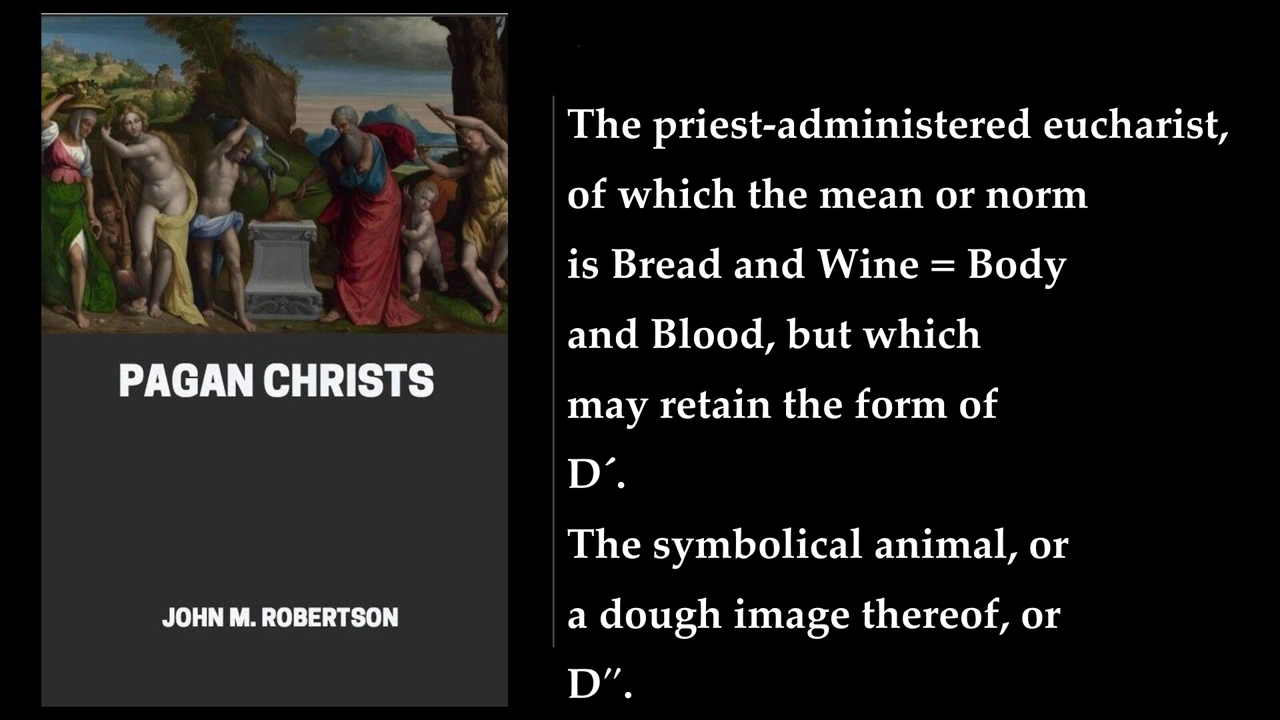 PAGAN CHRISTS
JOHN M. ROBERTSON
The priest-administered eucharist,
of which the mean or norm
is Bread and Wine = Body
and Blood, but which
may retain the form of
D´.
The symbolical animal, or
a dough image thereof, or
D″.